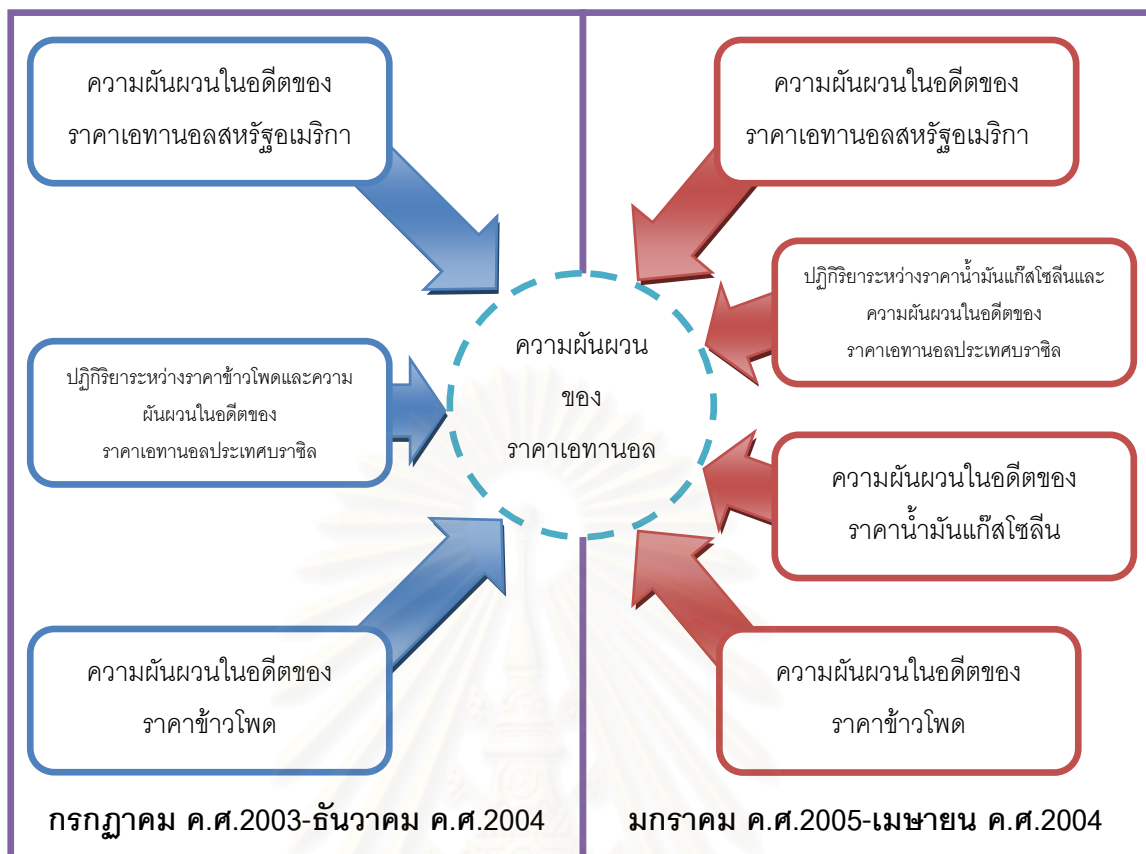 ความผันผวนในอดีตของ
ราคาเอทานอลสหรัฐอเมริกา
ปฏิกิริยาระหว่างราคาข้าวโพดและความ
ผันผวนในอดีตของ
ราคาเอทานอลประเทศบราซิล
ความผันผวนในอดีตของ
ราคาข้าวโพด
ความผันผวน
ของ
ราคาเอทานอล
ความผันผวนในอดีตของ
ราคาเอทานอลสหรัฐอเมริกา
ปฏิกิริยาระหว่างราคาน้ำมันแก๊สโซลีนและ
ความผันผวนในอดีตของ
ราคาเอทานอลประเทศบราซิล
ความผันผวนในอดีตของ
ราคาน้ำมันแก๊สโซลีน
ความผันผวนในอดีตของ
ราคาข้าวโพด
กรกฎาคม ค.ศ.2003-ธันวาคม ค.ศ.2004
มกราคม ค.ศ.2005-เมษายน ค.ศ.2004